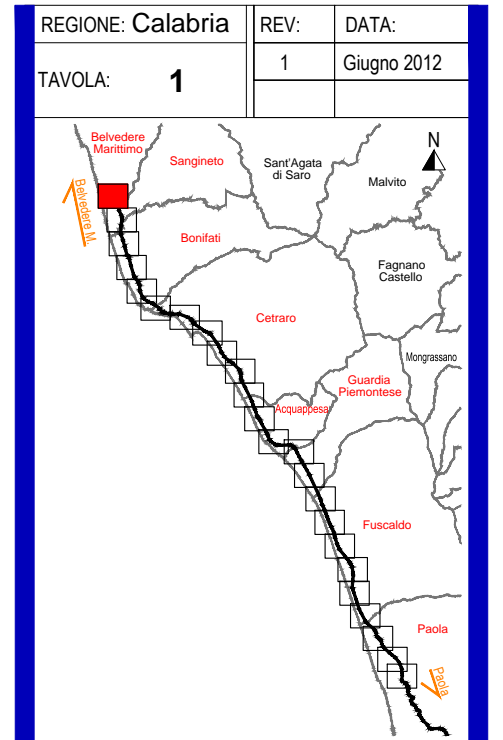 REGIONE: Calabria
REV:
DATA:
TAVOLA: 1
1
Giugno 2012
Belvedere
Marittimo
Sangineto
Sant'Agata
di Saro
Malvito
N
Belvedere M.
Bonifati
Fagnano
Castello
Cetraro
Mongrassano
Guardia
Piemontese
Acquappesa
Fuscaldo
Paola
Paola